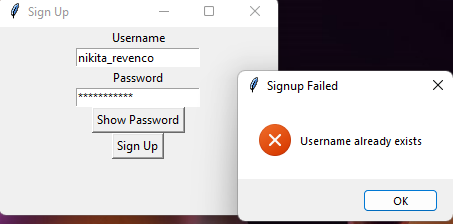 Sign Up
Username
nikita_revenco
Password
***********
Show Password
Sign Up
Signup Failed
Username already exists
OK